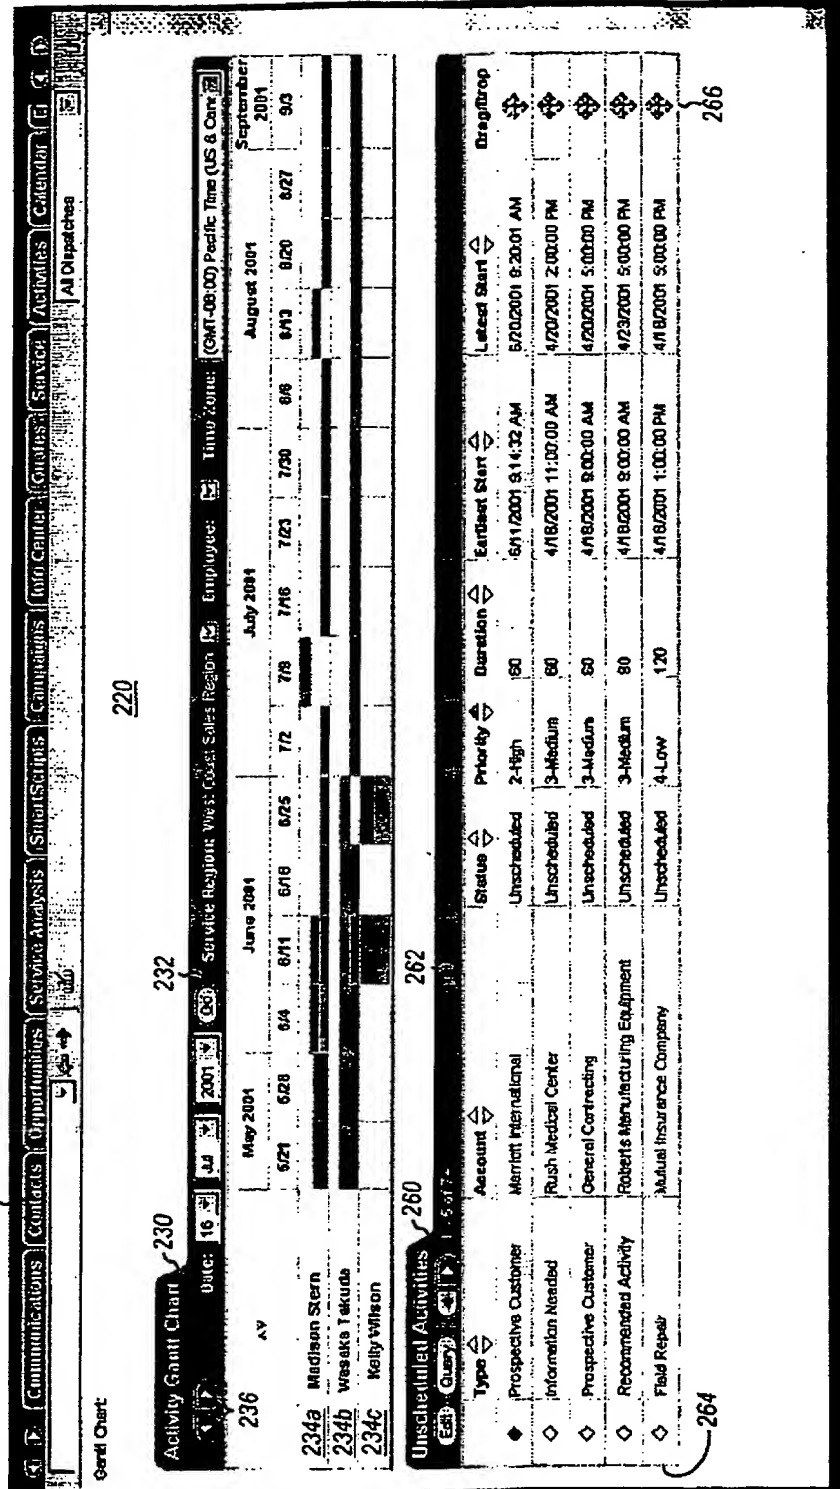 Communications Contacts Opportunities Service Analysis SmartScripts Campaigns Info Center Quotes Service Activities Calendar
All Dispatches
Gantt Chart:
220
Activity Gantt Chart 230
232
Date: 16 Jul 2001 Go Service Region: West Coast Sales Region Employee: Time Zone: (GMT-08:00) Pacific Time (US &
236
May 2001 June 2001 July 2001 August 2001 September 2001
5/21 5/28 6/4 6/11 6/18 6/25 7/2 7/9 7/16 7/23 7/30 8/6 8/13 8/20 8/27 9/3
234a Madison Stern
234b Wasaka Takuda
234c Kelly Wilson
Unscheduled Activities 260
262
Edit Query 1 - 5 of 7+
Type Account Status Priority Duration Earliest Start Latest Start Drag/Drop
Prospective Customer Marriott International Unscheduled 2-High 60 6/11/2001 9:14:32 AM 6/20/2001 9:20:01 AM
Information Needed Rush Medical Center Unscheduled 3-Medium 60 4/18/2001 11:00:00 AM 4/20/2001 2:00:00 PM
Prospective Customer General Contracting Unscheduled 3-Medium 60 4/18/2001 9:00:00 AM 4/20/2001 5:00:00 PM
Recommended Activity Roberts Manufacturing Equipment Unscheduled 3-Medium 80 4/18/2001 9:00:00 AM 4/23/2001 5:00:00 PM
Field Repair Mutual Insurance Company Unscheduled 4-Low 120 4/18/2001 1:00:00 PM 4/18/2001 5:00:00 PM
264
266